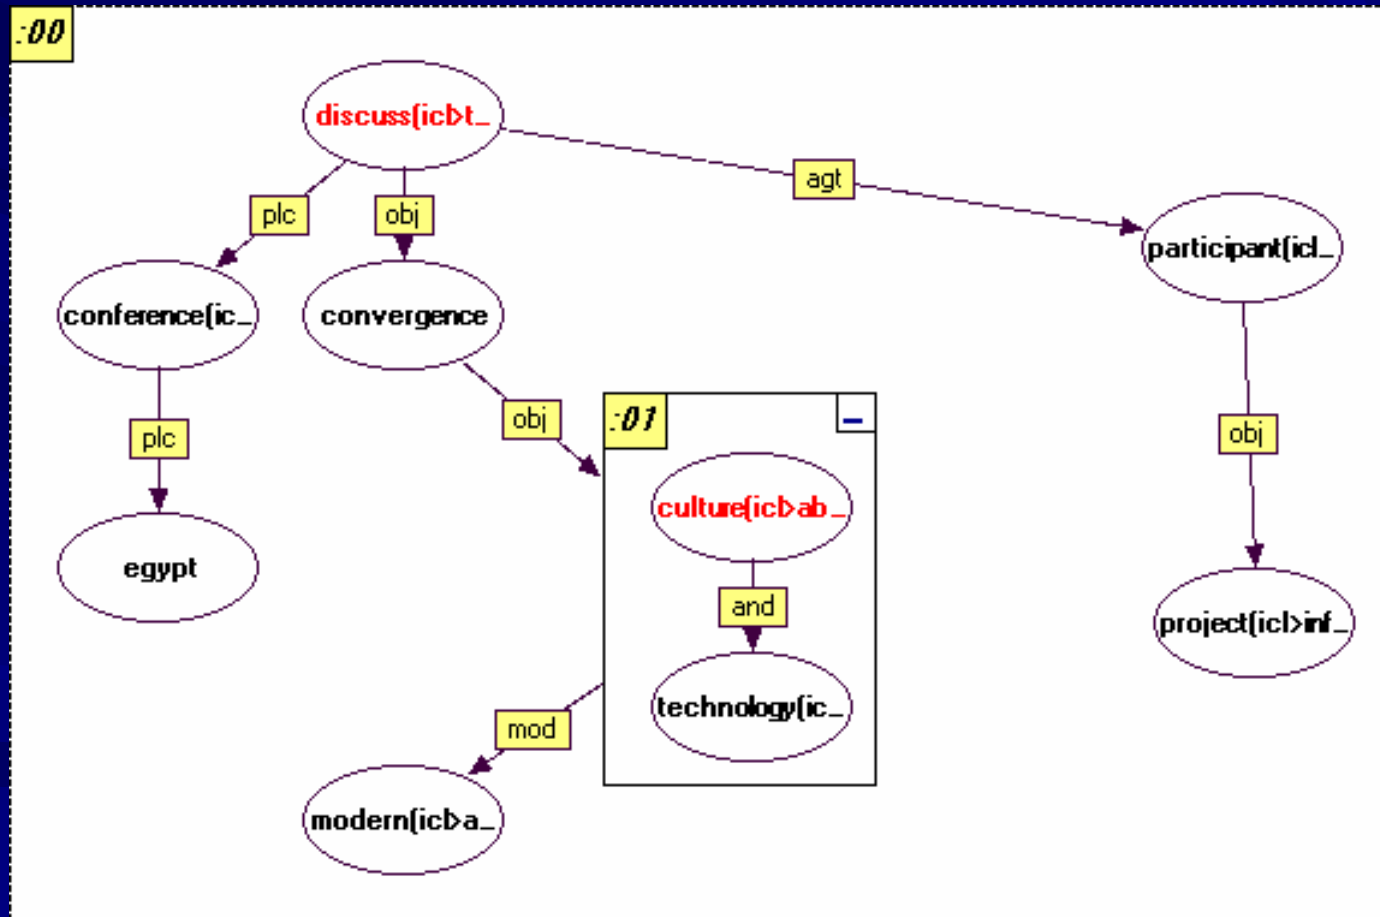 :00
discuss(icl>t_
agt
plc
obj
participant(icl_
conference(ic_
convergence
obj
:01
_
plc
obj
culture(icl>ab_
egypt
and
project(icl>inf_
technology(ic_
mod
modern(icl>a_